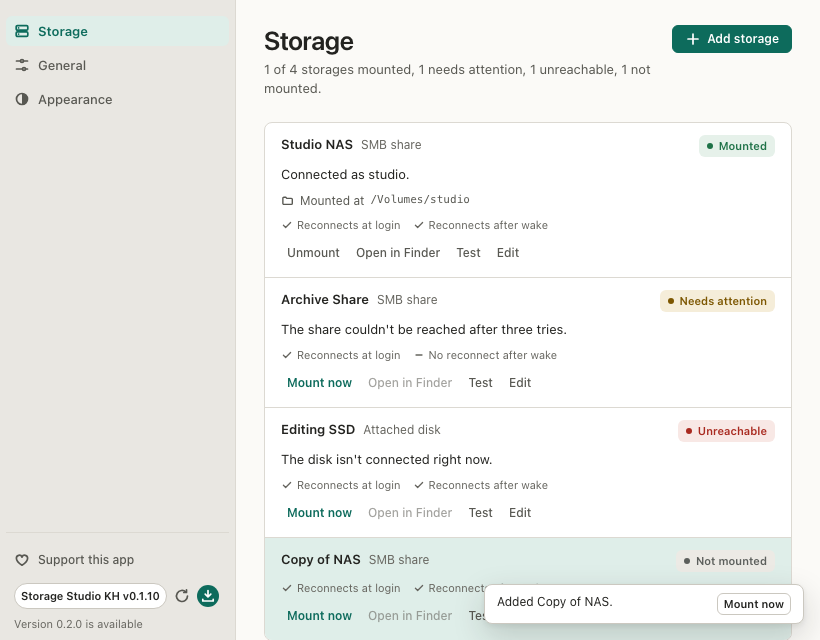 Storage
General
Appearance
Support this app
Storage Studio KH v0.1.10
Version 0.2.0 is available
Storage
Add storage
1 of 4 storages mounted, 1 needs attention, 1 unreachable, 1 not
mounted.
Studio NAS SMB share Mounted
Connected as studio.
Mounted at /Volumes/studio
Reconnects at login Reconnects after wake
Unmount Open in Finder Test Edit
Archive Share SMB share Needs attention
The share couldn't be reached after three tries.
Reconnects at login No reconnect after wake
Mount now Open in Finder Test Edit
Editing SSD Attached disk Unreachable
The disk isn't connected right now.
Reconnects at login Reconnects after wake
Mount now Open in Finder Test Edit
Copy of NAS SMB share Not mounted
Reconnects at login Reconnects
Mount now Open in Finder
Added Copy of NAS. Mount now